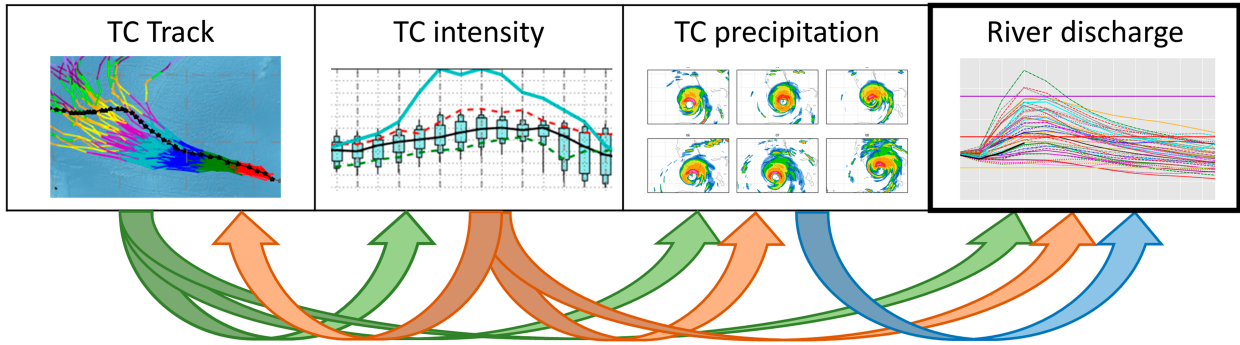 TC Track
TC intensity
TC precipitation
River discharge